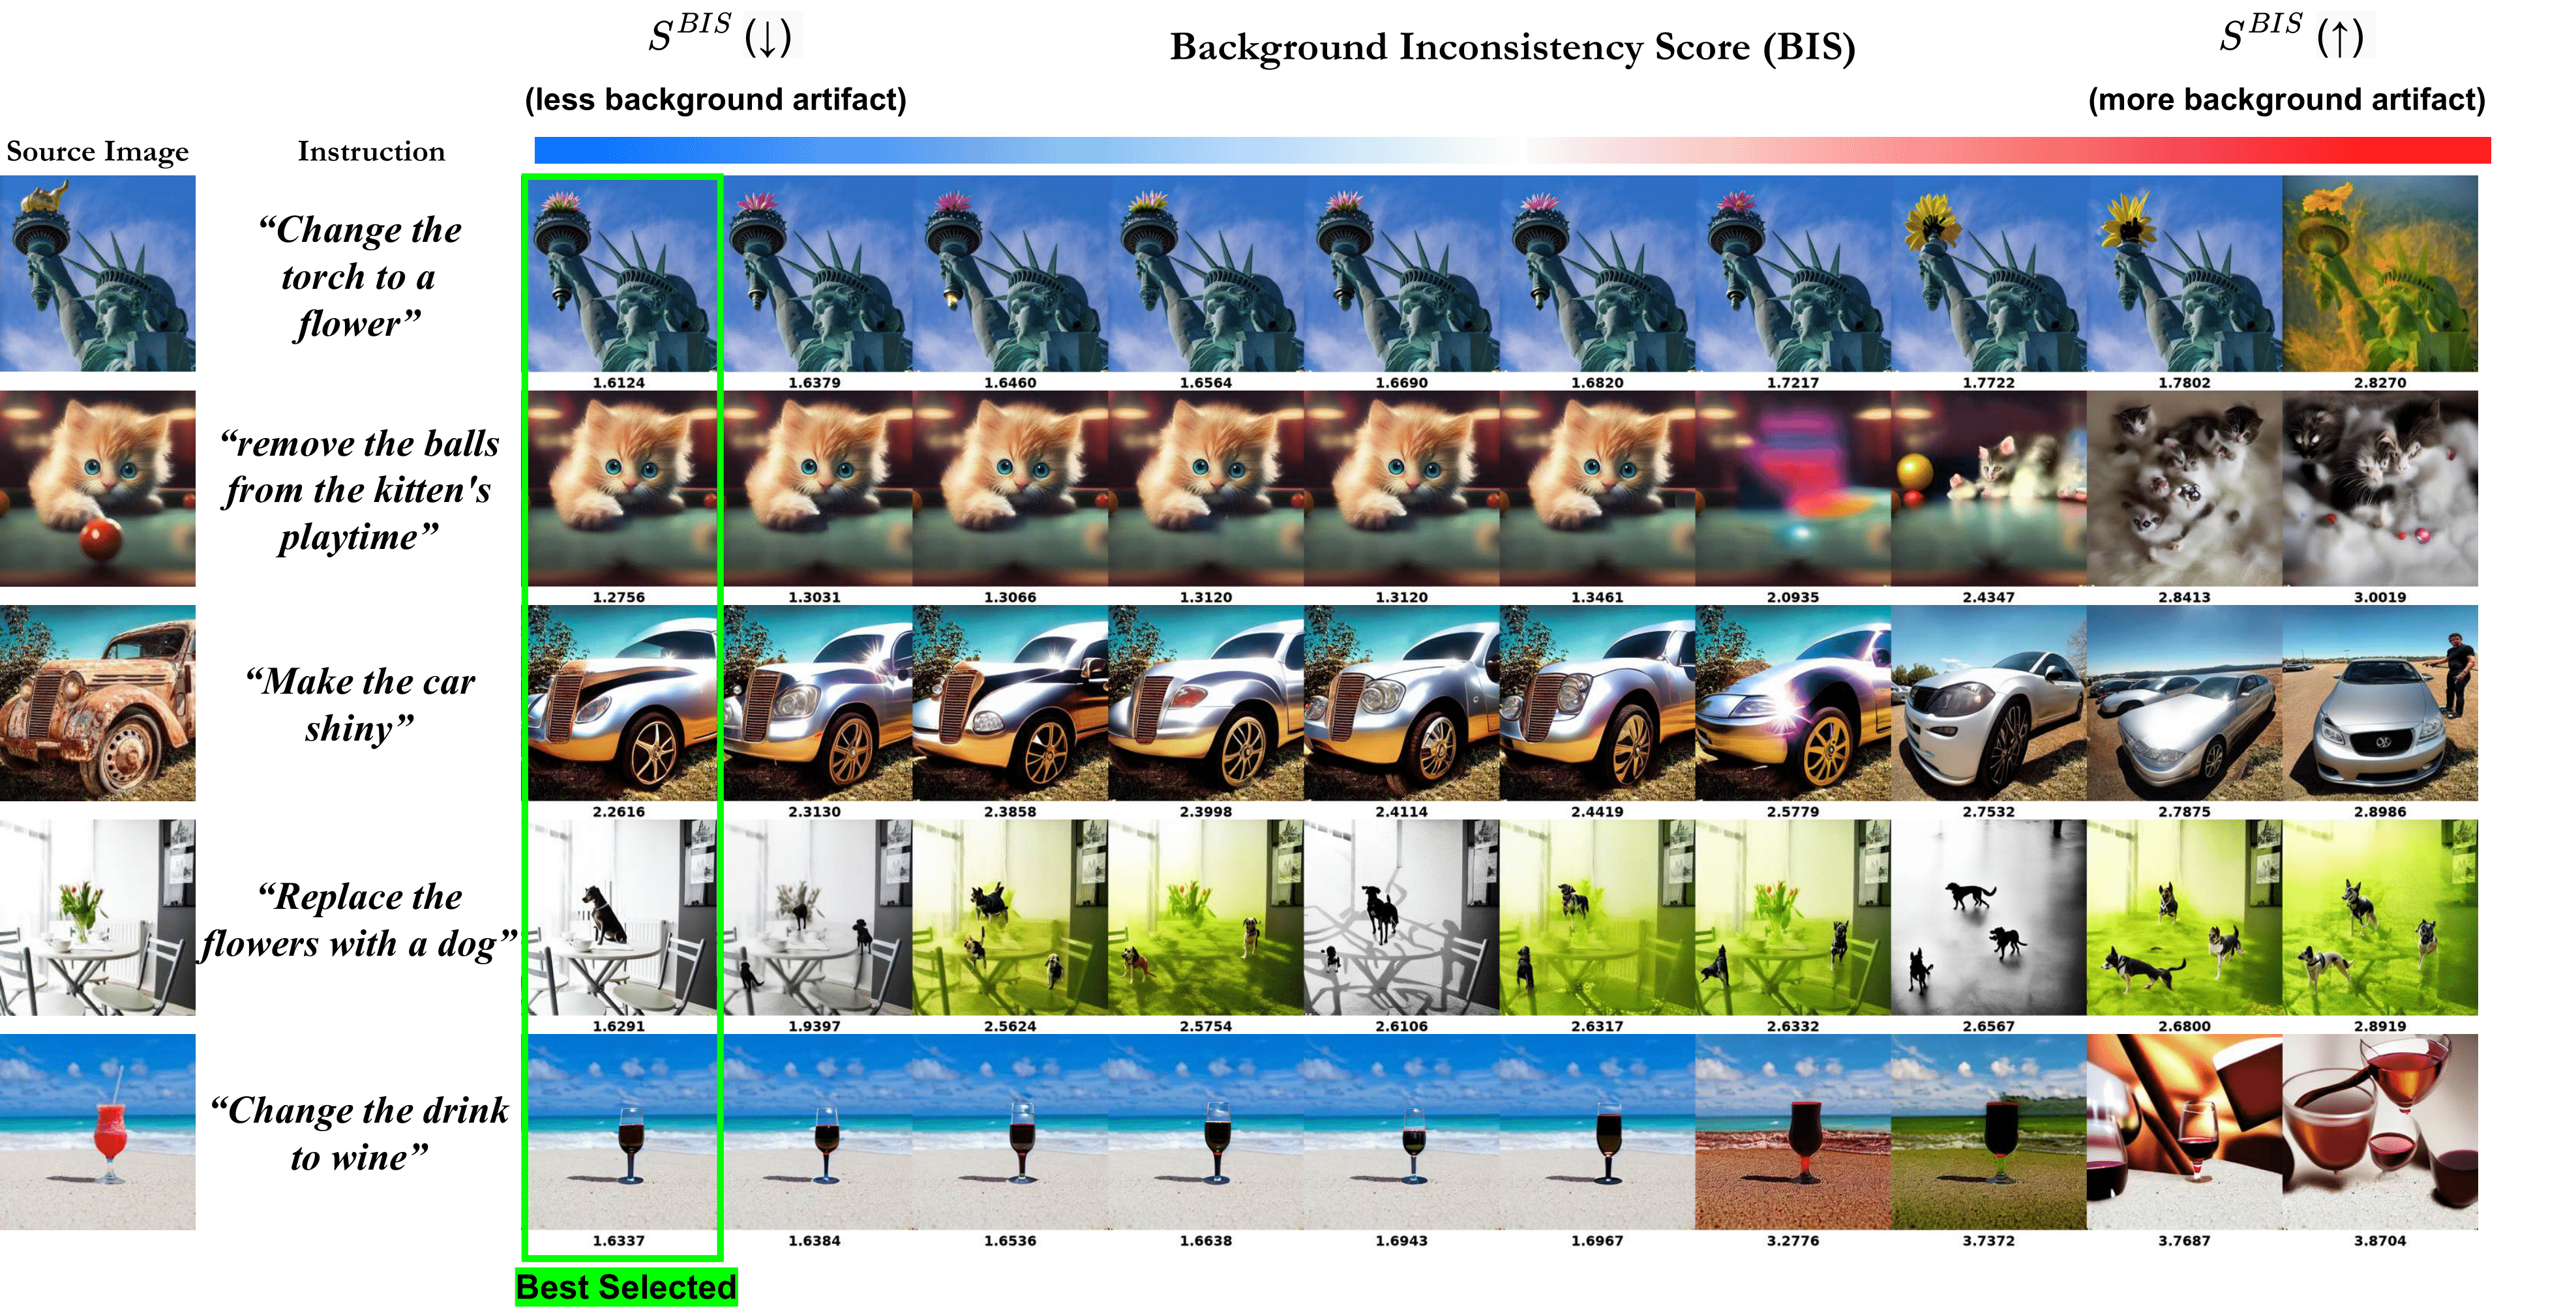 S^{BIS} (↓)
Background Inconsistency Score (BIS)
S^{BIS} (↑)
(less background artifact)
(more background artifact)
Source Image
Instruction
“Change the
torch to a
flower”
1.6124 1.6379 1.6460 1.6564 1.6690 1.6820 1.7217 1.7722 1.7802 2.8270
“remove the balls
from the kitten's
playtime”
1.2756 1.3031 1.3066 1.3120 1.3120 1.3461 2.0935 2.4347 2.8413 3.0019
“Make the car
shiny”
2.2616 2.3130 2.3858 2.3998 2.4114 2.4419 2.5779 2.7532 2.7875 2.8986
“Replace the
flowers with a dog”
1.6291 1.9397 2.5624 2.5754 2.6106 2.6317 2.6332 2.6567 2.6800 2.8919
“Change the drink
to wine”
1.6337 1.6384 1.6536 1.6638 1.6943 1.6967 3.2776 3.7372 3.7687 3.8704
Best Selected